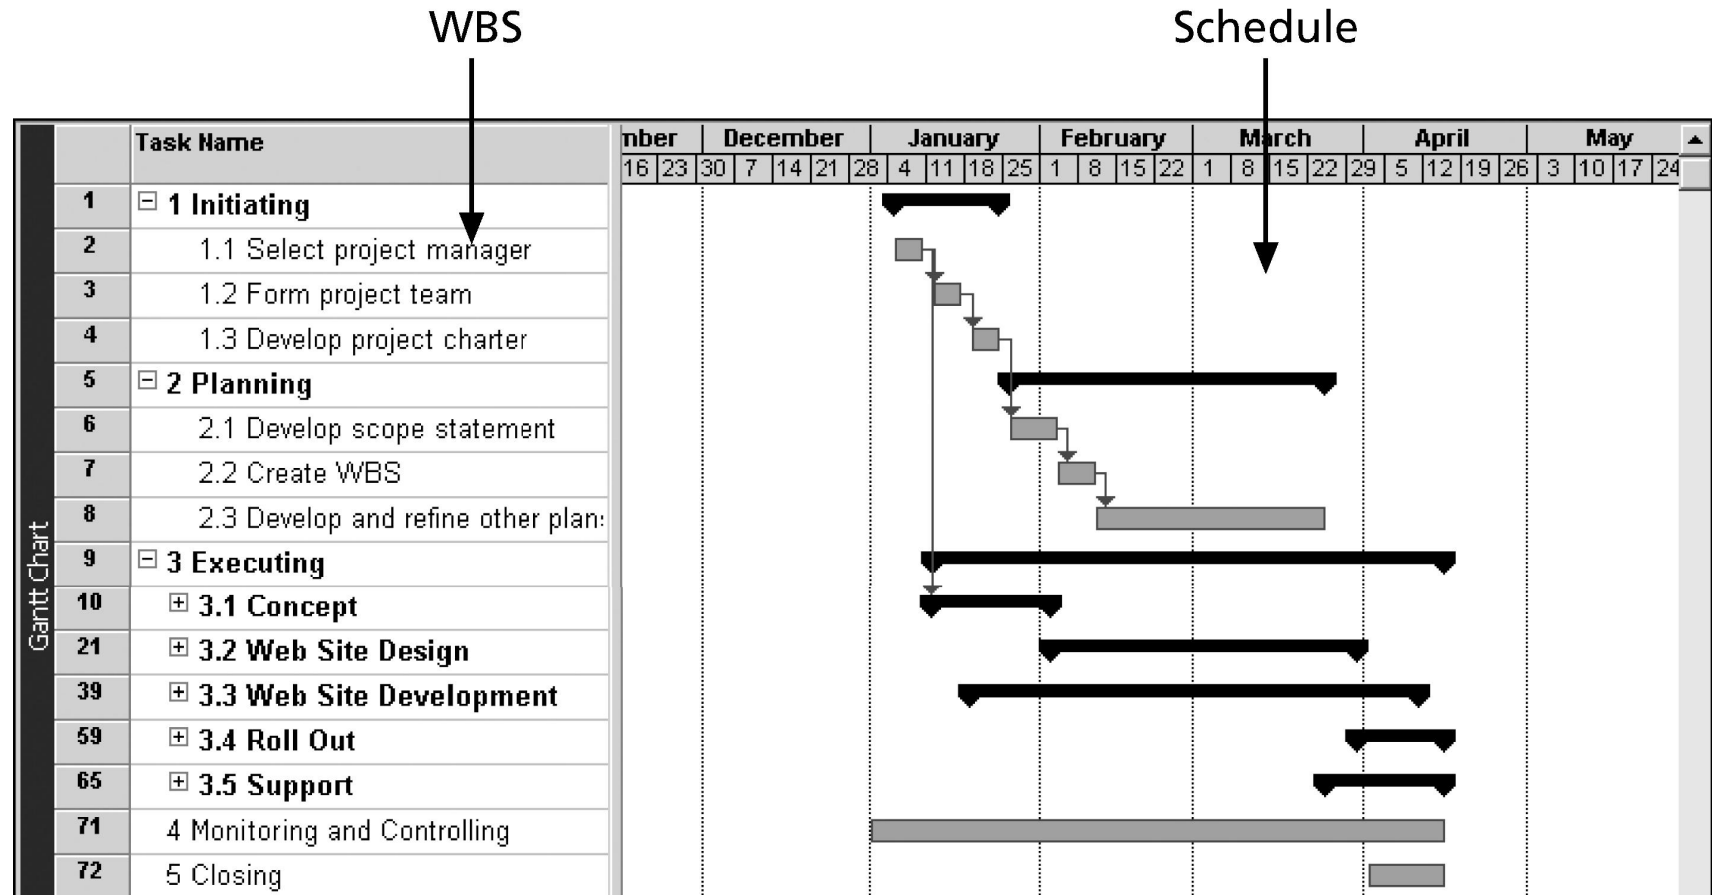 WBS
Schedule
Task Name
mber December January February March April May
16 23 30 7 14 21 28 4 11 18 25 1 8 15 22 1 8 15 22 29 5 12 19 26 3 10 17 24
1 1 Initiating
2 1.1 Select project manager
3 1.2 Form project team
4 1.3 Develop project charter
5 2 Planning
6 2.1 Develop scope statement
7 2.2 Create WBS
8 2.3 Develop and refine other plans
9 3 Executing
10 3.1 Concept
21 3.2 Web Site Design
39 3.3 Web Site Development
59 3.4 Roll Out
65 3.5 Support
71 4 Monitoring and Controlling
72 5 Closing
Gantt Chart